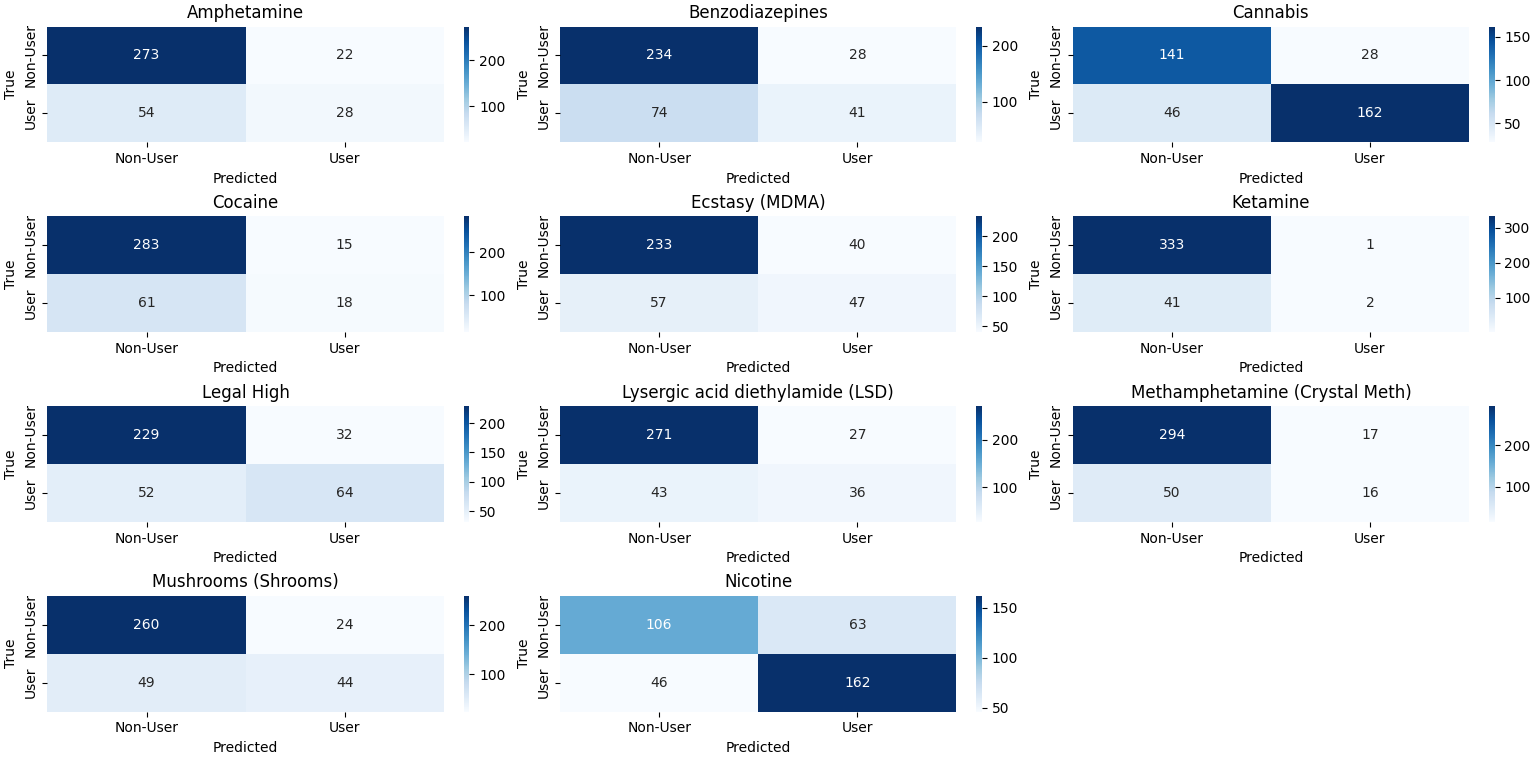 Amphetamine
True
Non-User
User
273 22
54 28
200
100
Non-User User
Predicted
Benzodiazepines
True
Non-User
User
234 28
74 41
200
100
Non-User User
Predicted
Cannabis
True
Non-User
User
141 28
46 162
150
100
50
Non-User User
Predicted
Cocaine
True
Non-User
User
283 15
61 18
200
100
Non-User User
Predicted
Ecstasy (MDMA)
True
Non-User
User
233 40
57 47
200
150
100
50
Non-User User
Predicted
Ketamine
True
Non-User
User
333 1
41 2
300
200
100
Non-User User
Predicted
Legal High
True
Non-User
User
229 32
52 64
200
150
100
50
Non-User User
Predicted
Lysergic acid diethylamide (LSD)
True
Non-User
User
271 27
43 36
200
100
Non-User User
Predicted
Methamphetamine (Crystal Meth)
True
Non-User
User
294 17
50 16
200
100
Non-User User
Predicted
Mushrooms (Shrooms)
True
Non-User
User
260 24
49 44
200
100
Non-User User
Predicted
Nicotine
True
Non-User
User
106 63
46 162
150
100
50
Non-User User
Predicted